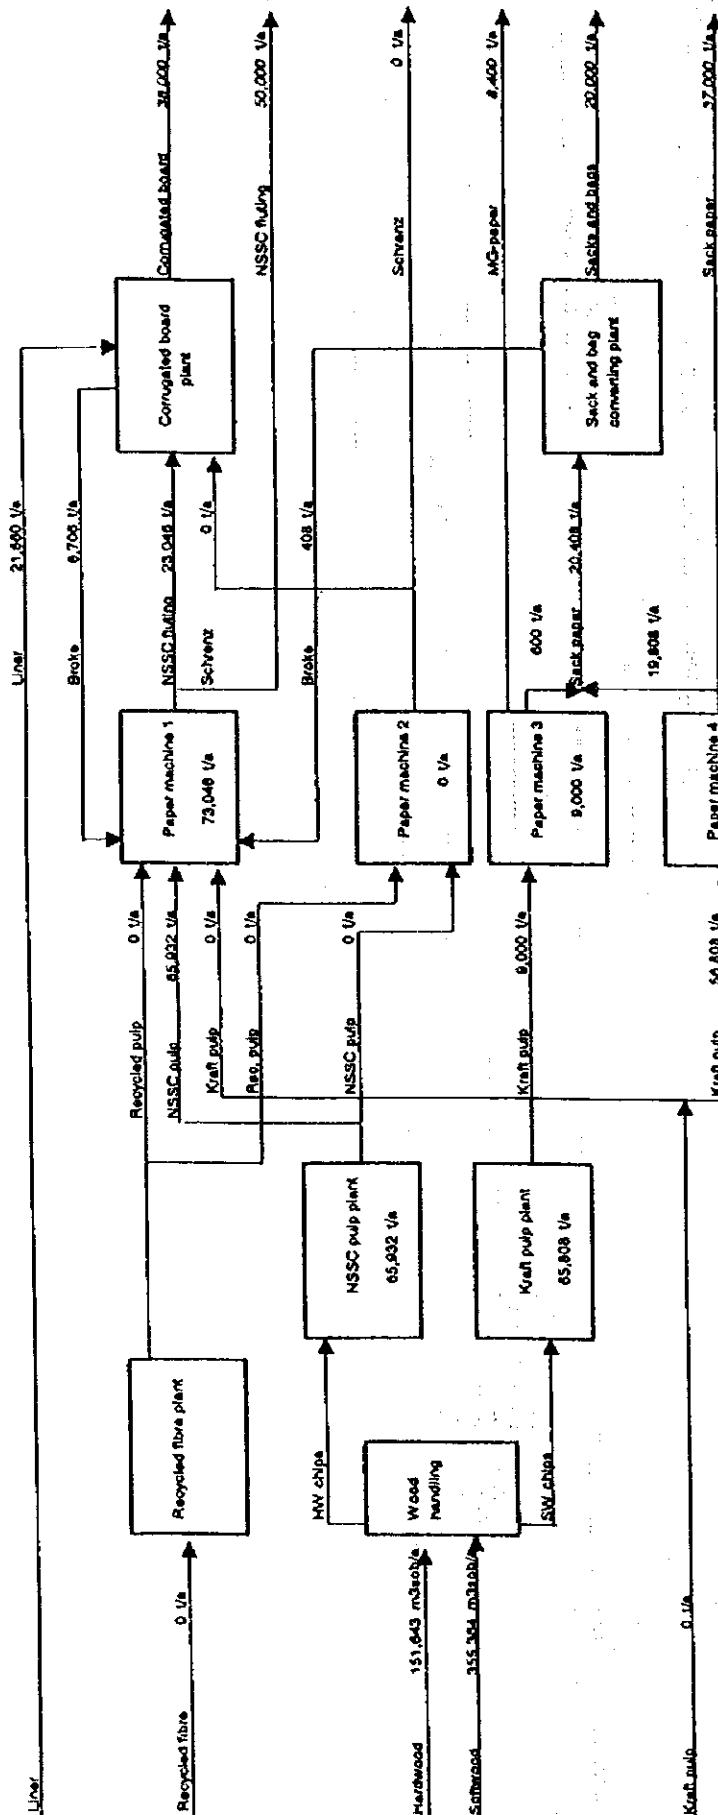 Liner
21,660 t/a
Broke
6,706 t/a
Corrugated board
plant
Corrugated board
38,000 t/a
Recycled fibre
0 t/a
Recycled fibre plant
Recycled pulp
0 t/a
NSSC pulp
65,932 t/a
Kraft pulp
0 t/a
Rec. pulp
0 t/a
Paper machine 1
73,046 t/a
NSSC fluting
23,046 t/a
Schrenz
0 t/a
NSSC fluting
50,000 t/a
Broke
408 t/a
HW chips
NSSC pulp plant
65,932 t/a
NSSC pulp
0 t/a
Paper machine 2
0 t/a
Schrenz
0 t/a
Hardwood
151,643 m3sob/a
Softwood
355,364 m3sob/a
Wood
handling
SW chips
Kraft pulp plant
65,808 t/a
Kraft pulp
9,000 t/a
Paper machine 3
9,000 t/a
MG-paper
8,400 t/a
600 t/a
Sack paper
20,408 t/a
19,808 t/a
Sack and bag
converting plant
Sacks and bags
20,000 t/a
Kraft pulp
0 t/a
Kraft pulp
56,808 t/a
Paper machine 4
Sack paper
37,000 t/a